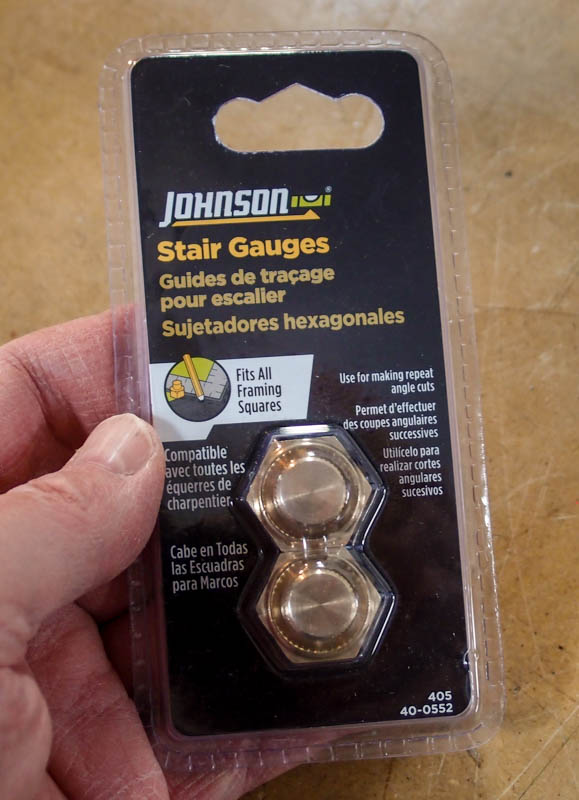 JOHNSON®
Stair Gauges
Guides de traçage
pour escalier
Sujetadores hexagonales
Fits All
Framing
Squares
Use for making repeat
angle cuts
Permet d'effectuer
des coupes angulaires
successives
Utilícelo para
realizar cortes
angulares
sucesivos
Compatible
avec toutes les
équerres de
charpentier
Cabe en Todas
las Escuadras
para Marcos
405
40-0552